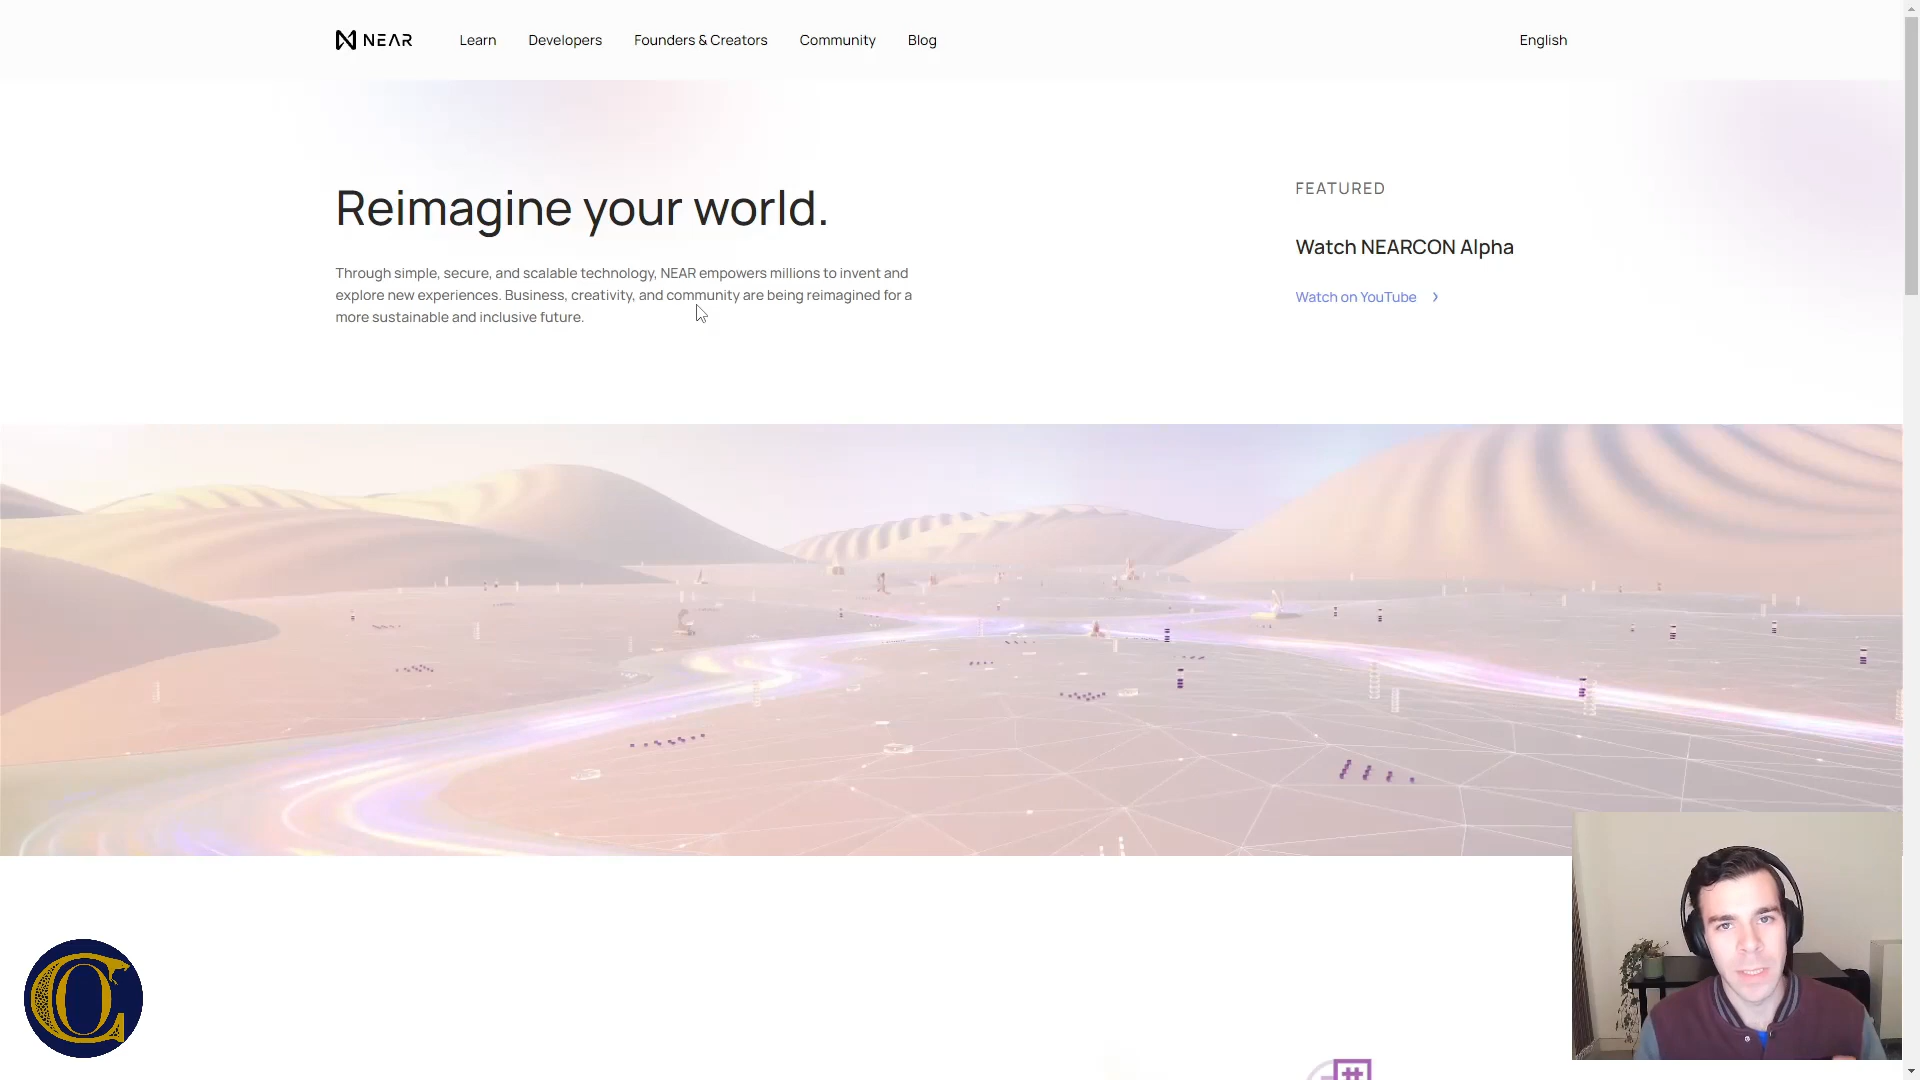 NEAR
Learn
Developers
Founders & Creators
Community
Blog
English
Reimagine your world.
Through simple, secure, and scalable technology, NEAR empowers millions to invent and
explore new experiences. Business, creativity, and community are being reimagined for a
more sustainable and inclusive future.
FEATURED
Watch NEARCON Alpha
Watch on YouTube
OC